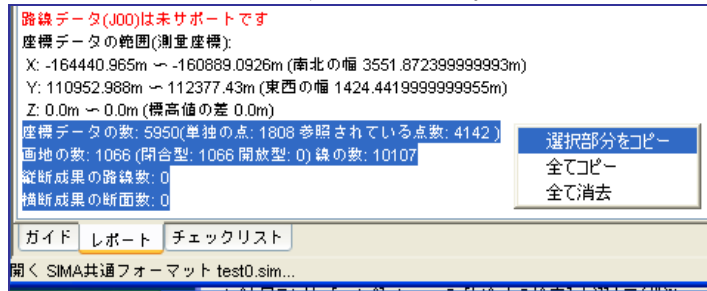 路線データ(J00)は未サポートです
座標データの範囲(測量座標):
X: -164440.965m ～ -160889.0926m (南北の幅 3551.872399999993m)
Y: 110952.988m ～ 112377.43m (東西の幅 1424.4419999999955m)
Z: 0.0m ～ 0.0m (標高値の差 0.0m)
座標データの数: 5950(単独の点: 1808 参照されている点数: 4142 )
画地の数: 1066 (閉合型: 1066 開放型: 0) 線の数: 10107
縦断成果の路線数: 0
横断成果の断面数: 0
選択部分をコピー
全てコピー
全て消去
ガイド レポート チェックリスト
開く SIMA共通フォーマット test0.sim...